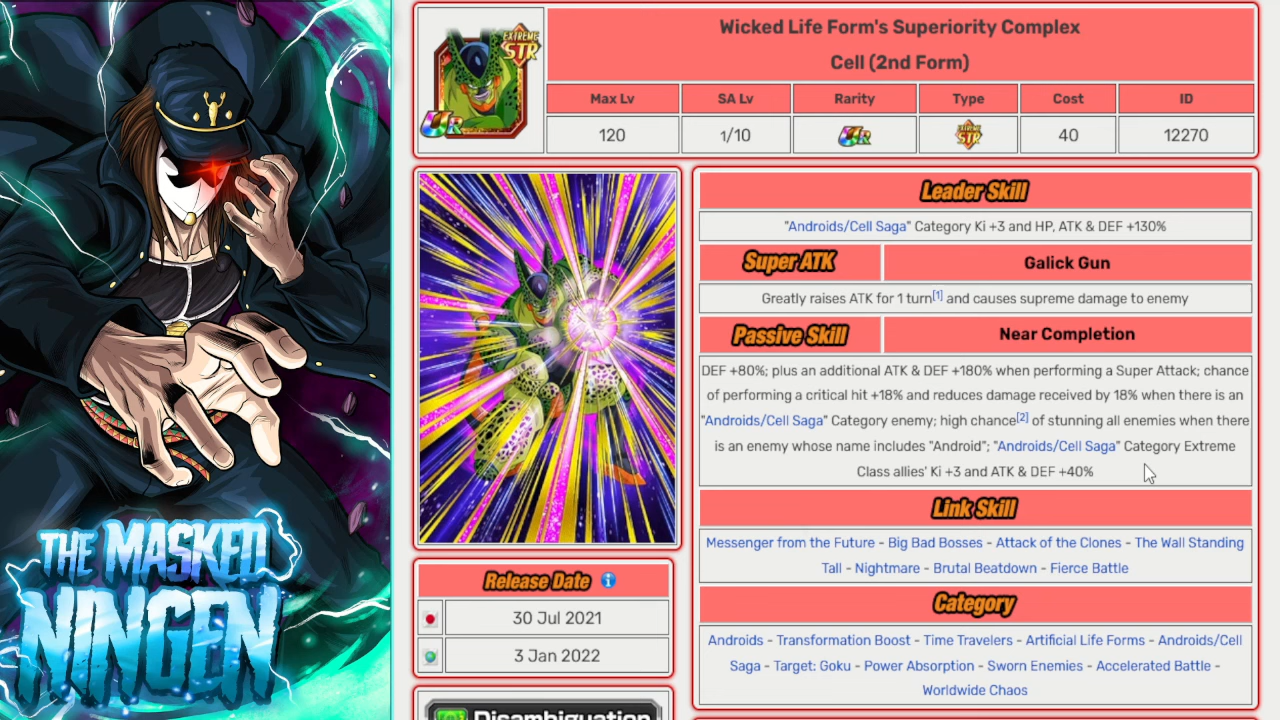 Wicked Life Form's Superiority Complex
Cell (2nd Form)
EXTREME
STR
UR
Max Lv
SA Lv
Rarity
Type
Cost
ID
120
1/10
UR
EXTREME
STR
40
12270
Leader Skill
"Androids/Cell Saga" Category Ki +3 and HP, ATK & DEF +130%
Super ATK
Galick Gun
Greatly raises ATK for 1 turn[1] and causes supreme damage to enemy
Passive Skill
Near Completion
DEF +80%; plus an additional ATK & DEF +180% when performing a Super Attack; chance
of performing a critical hit +18% and reduces damage received by 18% when there is an
"Androids/Cell Saga" Category enemy; high chance[2] of stunning all enemies when there
is an enemy whose name includes "Android"; "Androids/Cell Saga" Category Extreme
Class allies' Ki +3 and ATK & DEF +40%
Link Skill
Messenger from the Future - Big Bad Bosses - Attack of the Clones - The Wall Standing
Tall - Nightmare - Brutal Beatdown - Fierce Battle
Category
Androids - Transformation Boost - Time Travelers - Artificial Life Forms - Androids/Cell
Saga - Target: Goku - Power Absorption - Sworn Enemies - Accelerated Battle -
Worldwide Chaos
Release Date
30 Jul 2021
3 Jan 2022
Disambiguation
THE MASKED
NINGEN